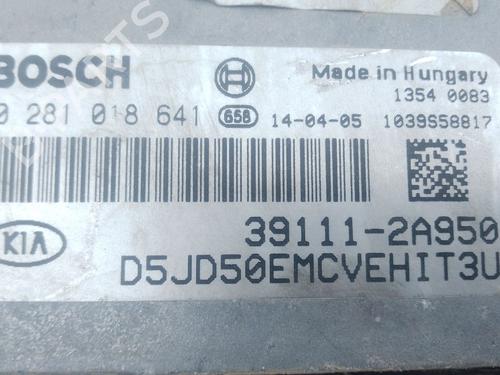 BOSCH
Made in Hungary
1354 0083
0 281 018 641
658
14-04-05
1039S58817
39111-2A950
KIA
D5JD50EMCVEHIT3U